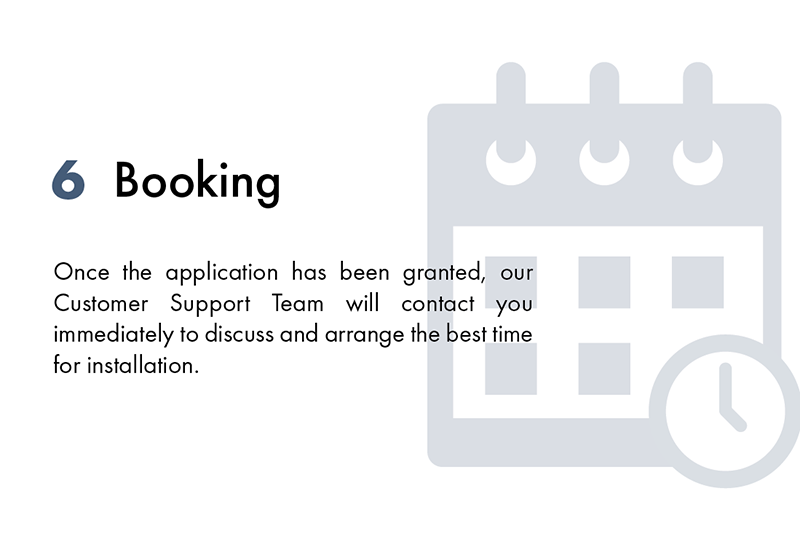 6 Booking
Once the application has been granted, our
Customer Support Team will contact you
immediately to discuss and arrange the best time
for installation.